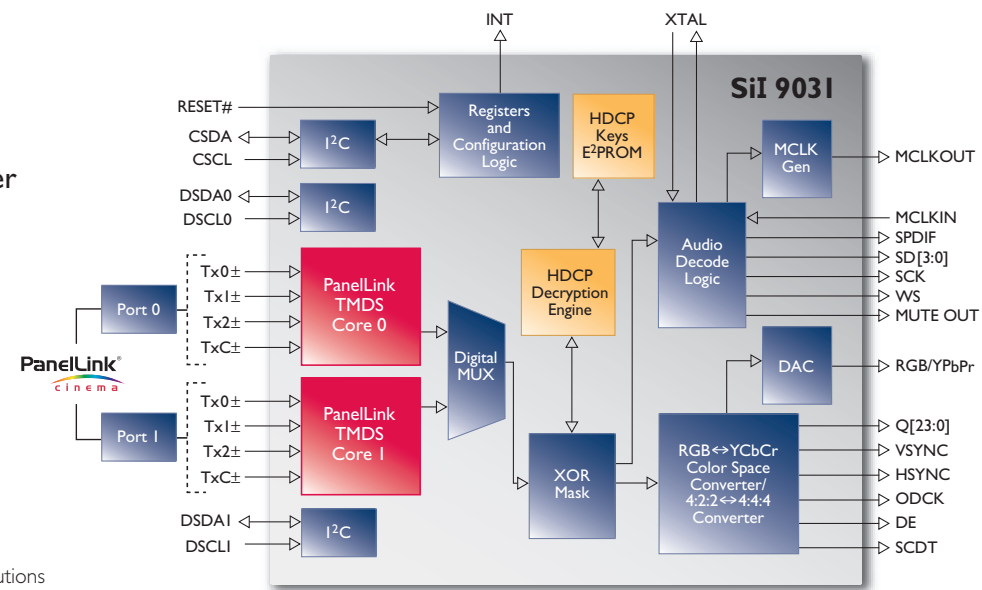 INT
XTAL
SiI 9031
RESET#
CSDA
CSCL
I²C
Registers
and
Configuration
Logic
HDCP
Keys
E²PROM
MCLK
Gen
MCLKOUT
er
DSDA0
DSCL0
I²C
MCLKIN
SPDIF
SD[3:0]
SCK
WS
MUTE OUT
Audio
Decode
Logic
Port 0
Tx0±
Tx1±
Tx2±
TxC±
PanelLink
TMDS
Core 0
HDCP
Decryption
Engine
Digital
MUX
PanelLink®
cinema
DAC
RGB/YPbPr
Port 1
Tx0±
Tx1±
Tx2±
TxC±
PanelLink
TMDS
Core 1
XOR
Mask
RGB⇔YCbCr
Color Space
Converter/
4:2:2⇔4:4:4
Converter
Q[23:0]
VSYNC
HSYNC
ODCK
DE
SCDT
DSDA1
DSCL1
I²C
utions